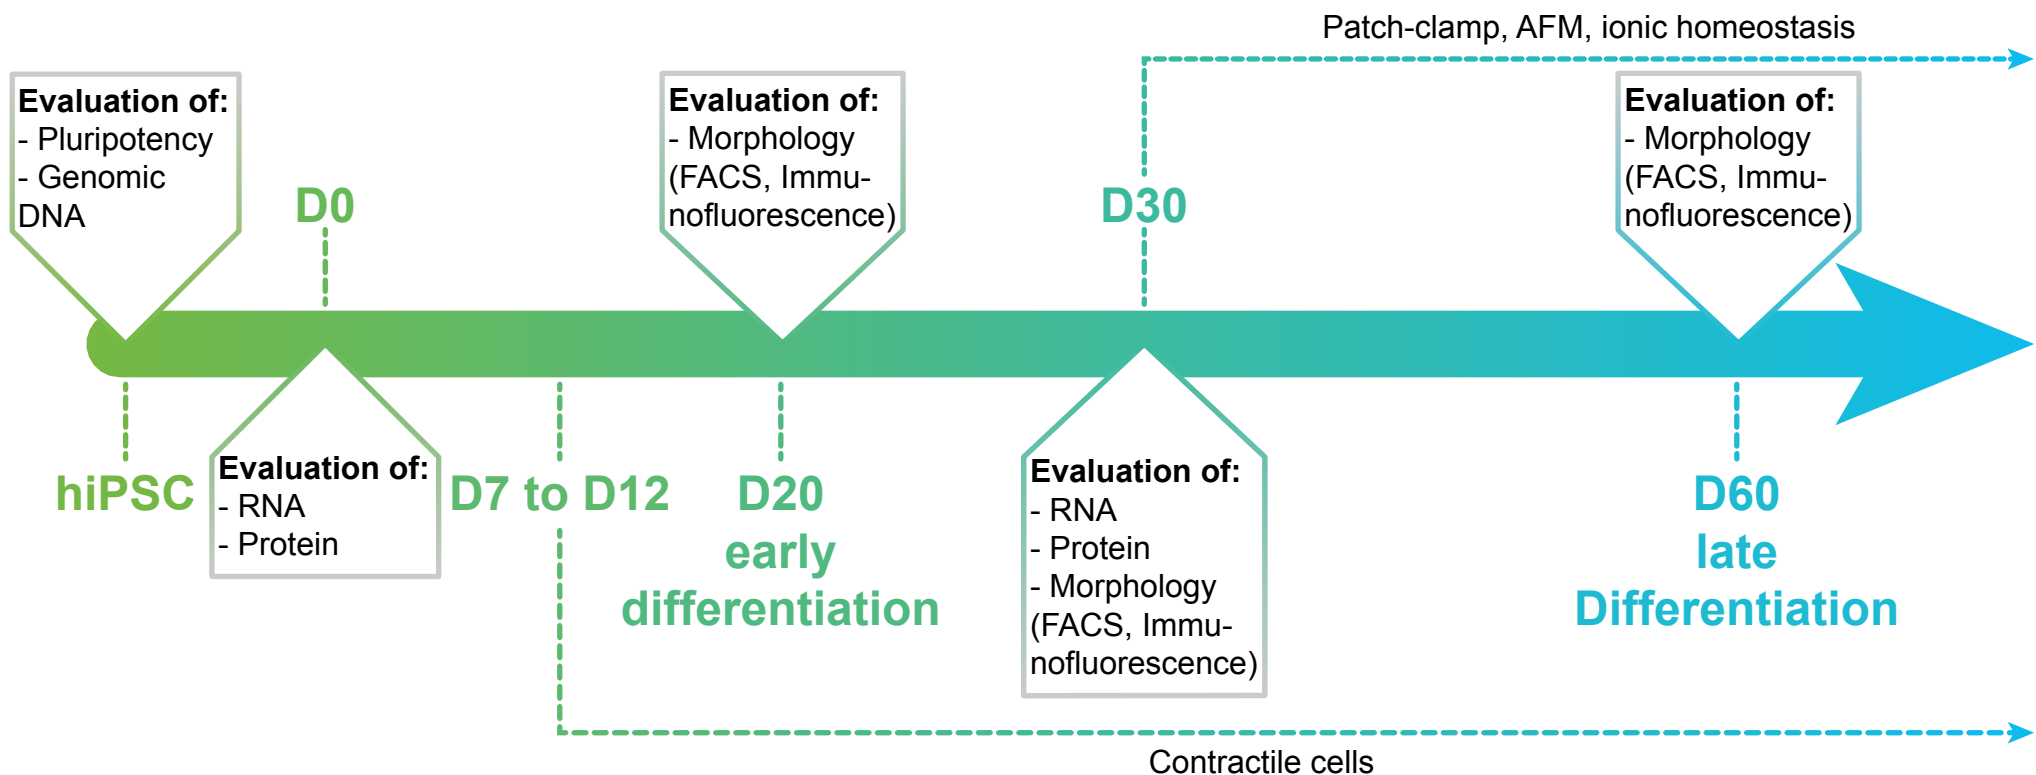 Patch-clamp, AFM, ionic homeostasis
Evaluation of:
- Pluripotency
- Genomic
DNA
D0
Evaluation of:
- Morphology
(FACS, Immu-
nofluorescence)
D30
Evaluation of:
- Morphology
(FACS, Immu-
nofluorescence)
hiPSC
Evaluation of:
- RNA
- Protein
D7 to D12
D20
early
differentiation
Evaluation of:
- RNA
- Protein
- Morphology
(FACS, Immu-
nofluorescence)
D60
late
Differentiation
Contractile cells